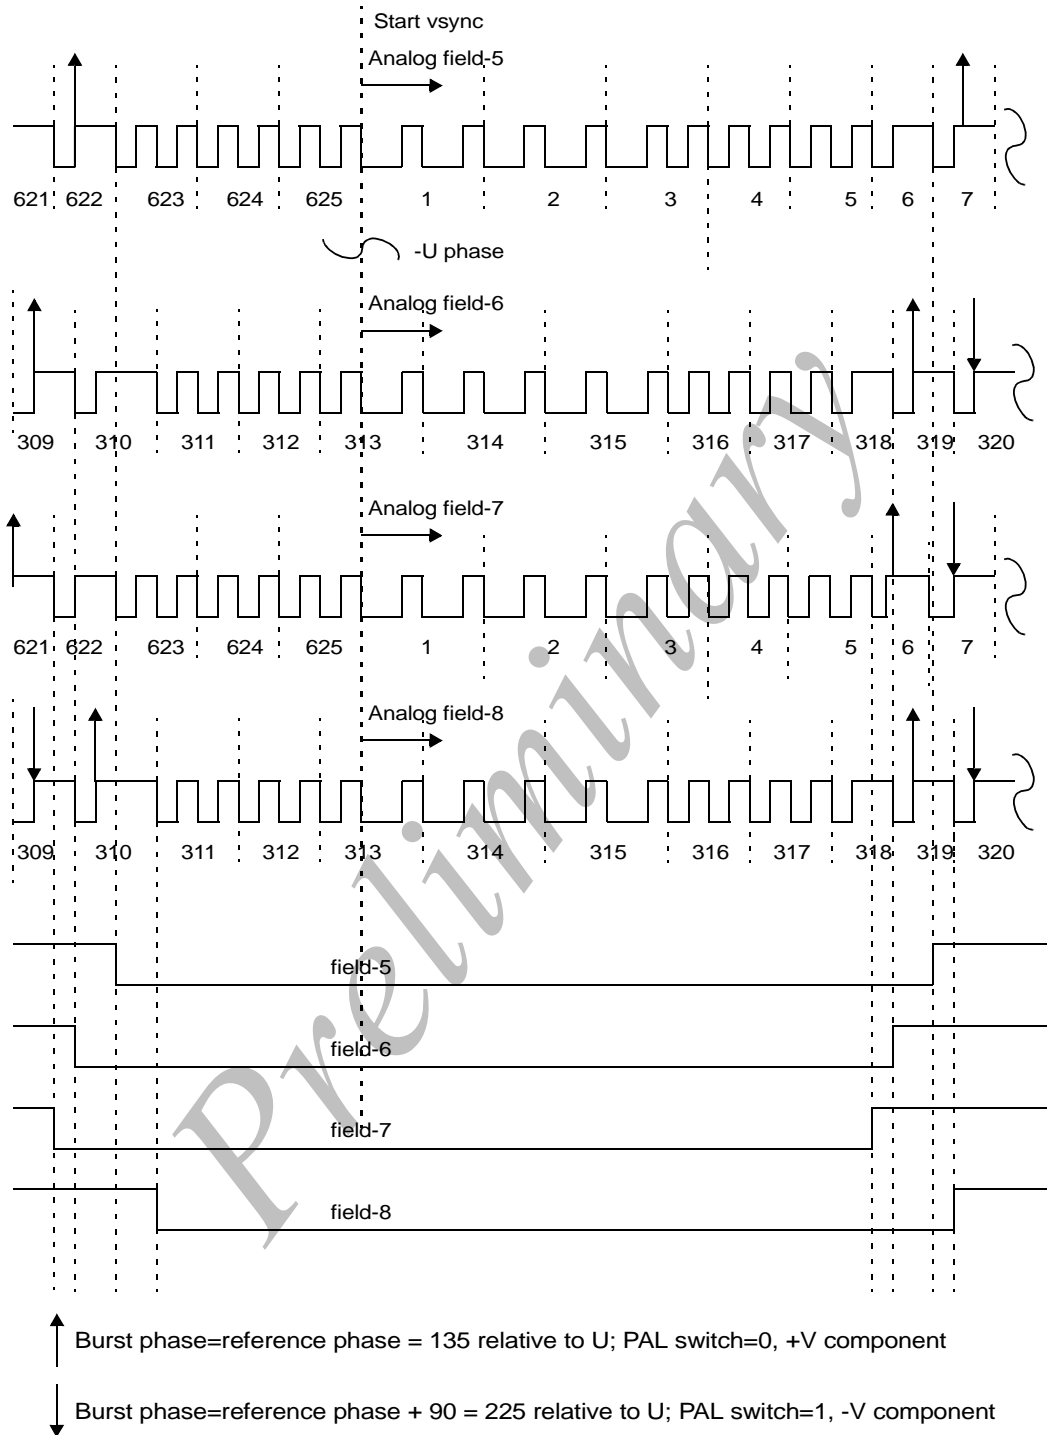 Start vsync
Analog field-5
621 622 623 624 625 1 2 3 4 5 6 7
-U phase
Analog field-6
309 310 311 312 313 314 315 316 317 318 319 320
Analog field-7
621 622 623 624 625 1 2 3 4 5 6 7
Analog field-8
309 310 311 312 313 314 315 316 317 318 319 320
field-5
field-6
field-7
field-8
Preliminary
Burst phase=reference phase = 135 relative to U; PAL switch=0, +V component
Burst phase=reference phase + 90 = 225 relative to U; PAL switch=1, -V component